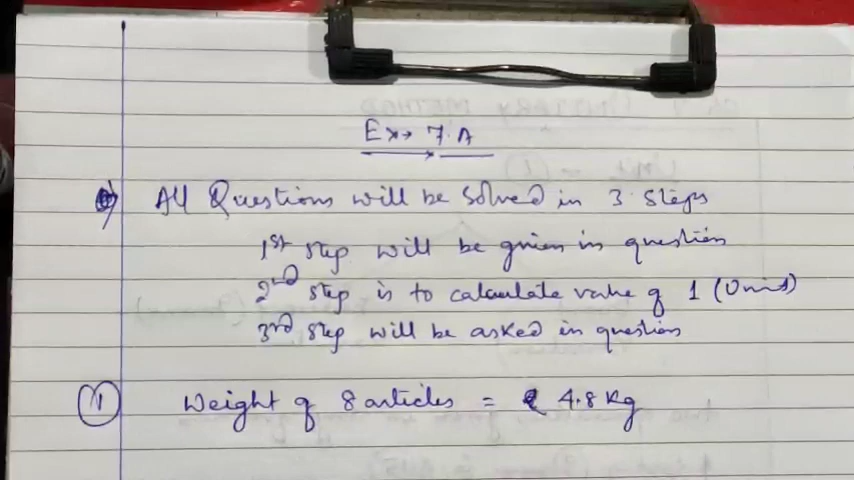 Ex → 7.A
All Questions will be solved in 3 steps
1st step will be given in question
2nd step is to calculate value of 1 (Unit)
3rd step will be asked in question
1 Weight of 8 articles = 4.8 Kg